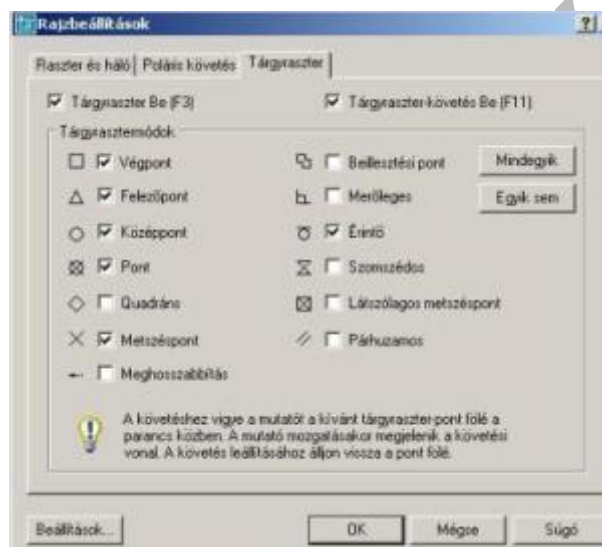 Rajzbeállítások
Raszter és háló Poláris követés Tárgyraszter
Tárgyraszter Be (F3) Tárgyraszter-követés Be (F11)
Tárgyrasztermódok
Végpont Beillesztési pont Mindegyik
Felezőpont Merőleges Egyik sem
Középpont Érintő
Pont Szomszédos
Quadráns Látszólagos metszéspont
Metszéspont Párhuzamos
Meghosszabbítás
A követéshez vigye a mutatót a kívánt tárgyraszter-pont fölé a
parancs közben. A mutató mozgatásakor megjelenik a követési
vonal. A követés leállításához álljon vissza a pont fölé.
Beállítások... OK Mégse Súgó